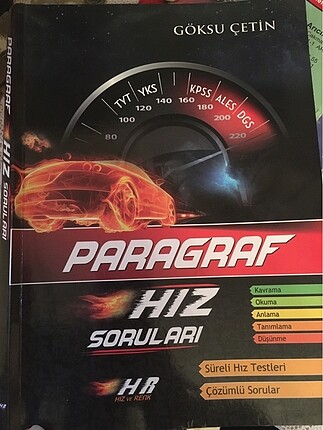 GÖKSU ÇETİN
TYT YKS KPSS ALES DGS
80 100 120 140 160 180 200 220
PARAGRAF
HIZ
SORULARI
Kavrama
Okuma
Anlama
Tanımlama
Düşünme
Süreli Hız Testleri
Çözümlü Sorular
HR
HIZ ve RENK
PARAGRAF
HIZ
SORULARI